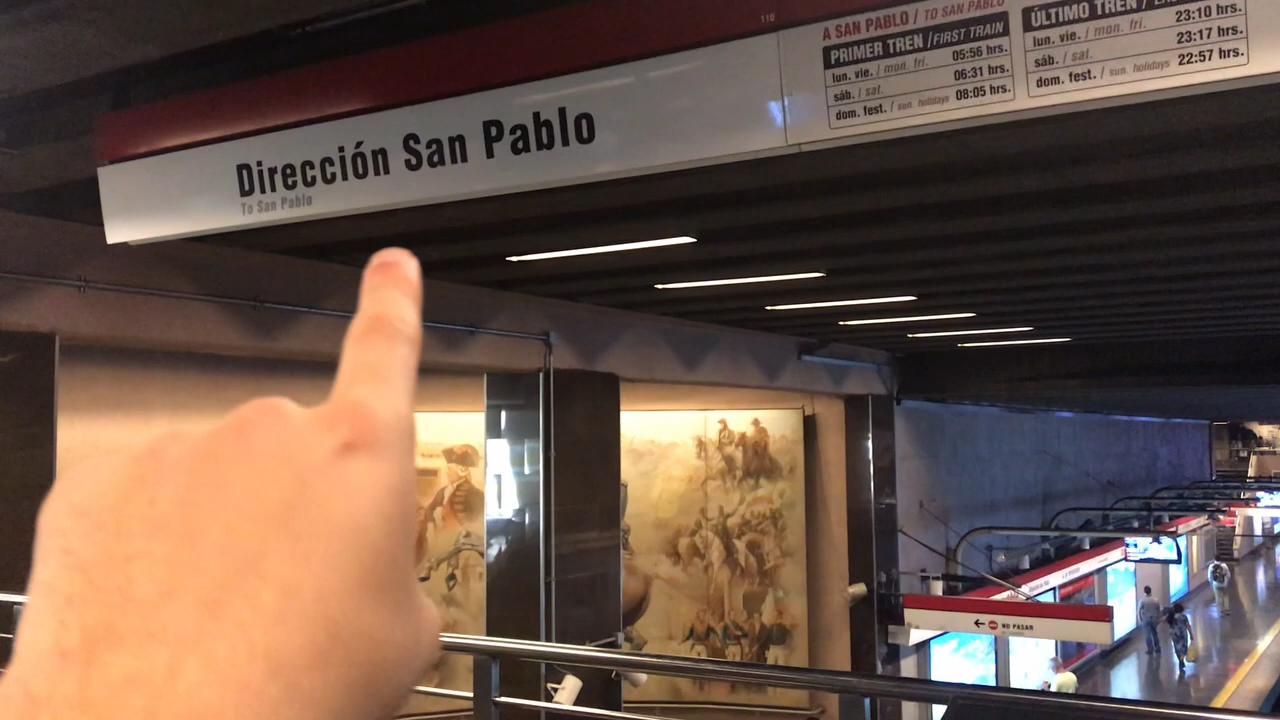 110
Dirección San Pablo
To San Pablo
A SAN PABLO / TO SAN PABLO
PRIMER TREN / FIRST TRAIN
lun. vie. / mon. fri. 05:56 hrs.
sáb. / sat. 06:31 hrs.
dom. fest. / sun. holidays 08:05 hrs.
ÚLTIMO TREN /
lun. vie. / mon. fri. 23:10 hrs.
sáb. / sat. 23:17 hrs.
dom. fest. / sun. holidays 22:57 hrs.
← NO PASAR